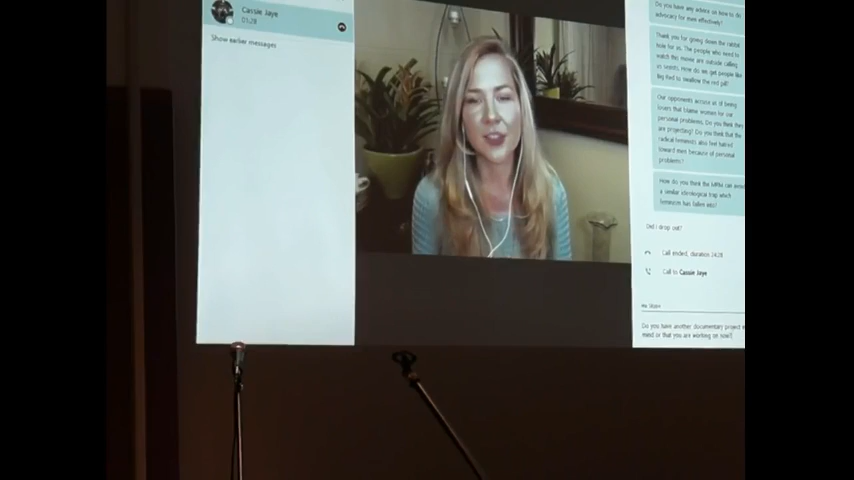 Cassie Jaye
01:28
Show earlier messages
Do you have any advice on how to do
advocacy for men effectively?
Thank you for going down the rabbit
hole for us. The people who need to
watch this movie are outside calling
us sexists. How do we get people like
Big Red to swallow the red pill?
Our opponents accuse us of being
lovers that blame women for our
personal problems. Do you think they
are projecting? Do you think that the
radical feminists also feel hatred
toward men because of personal
problems?
How do you think the MRM can avoid
a similar ideological trap which
feminism has fallen into?
Did I drop out?
Call ended, duration
Call to Cassie Jaye
Do you have another documentary project in
mind or that you are working on now?